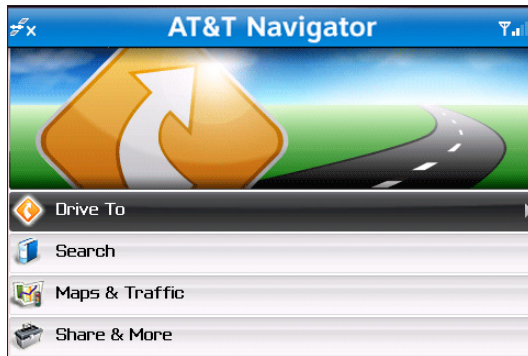 AT&T Navigator
Drive To
Search
Maps & Traffic
Share & More